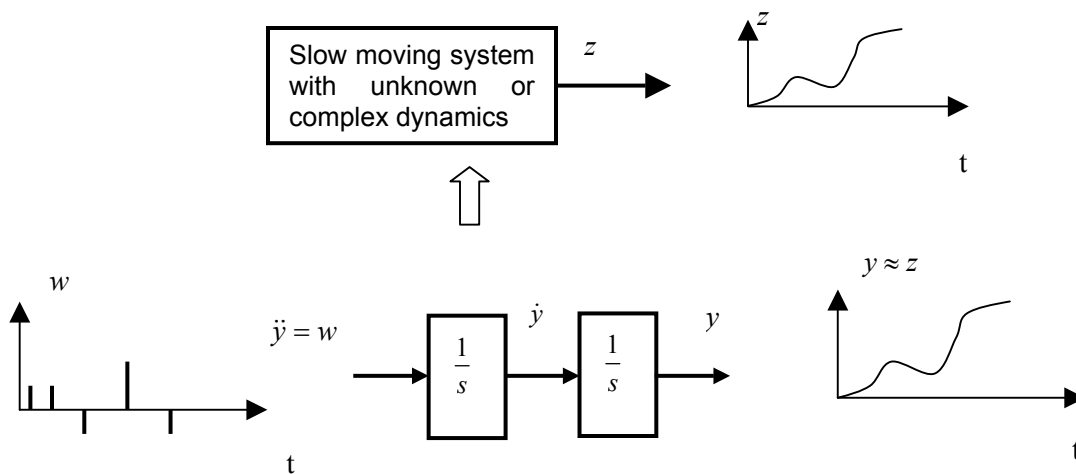 Slow moving system
with unknown or
complex dynamics
z
z
t
w
ÿ = w
1/s
ẏ
1/s
y
y ≈ z
t
t